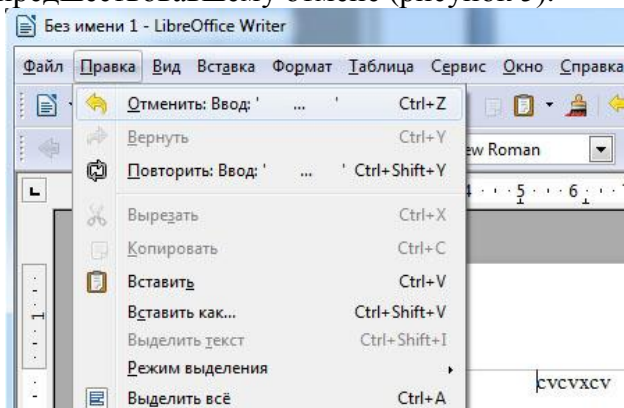 предшествовавшему отмене (рисунок 3).
Без имени 1 - LibreOffice Writer
Файл Правка Вид Вставка Формат Таблица Сервис Окно Справка
Отменить: Ввод: ' ... ' Ctrl+Z
Вернуть Ctrl+Y
ew Roman
Повторить: Ввод: ' ... ' Ctrl+Shift+Y
5 6
Вырезать Ctrl+X
Копировать Ctrl+C
Вставить Ctrl+V
Вставить как... Ctrl+Shift+V
Выделить текст Ctrl+Shift+I
Режим выделения
cvcvxcv
Выделить всё Ctrl+A